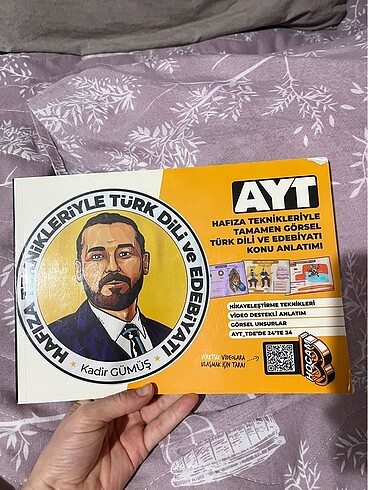 HAFIZA TEKNİKLERİYLE TÜRK DİLİ ve EDEBİYATI
Kadir GÜMÜŞ
AYT
HAFIZA TEKNİKLERİYLE
TAMAMEN GÖRSEL
TÜRK DİLİ VE EDEBİYATI
KONU ANLATIMI
HİKAYELEŞTİRME TEKNİKLERİ
VİDEO DESTEKLİ ANLATIM
GÖRSEL UNSURLAR
AYT_TDE'DE 24'TE 24
ÜCRETSİZ VİDEOLARA
ULAŞMAK İÇİN TARAT